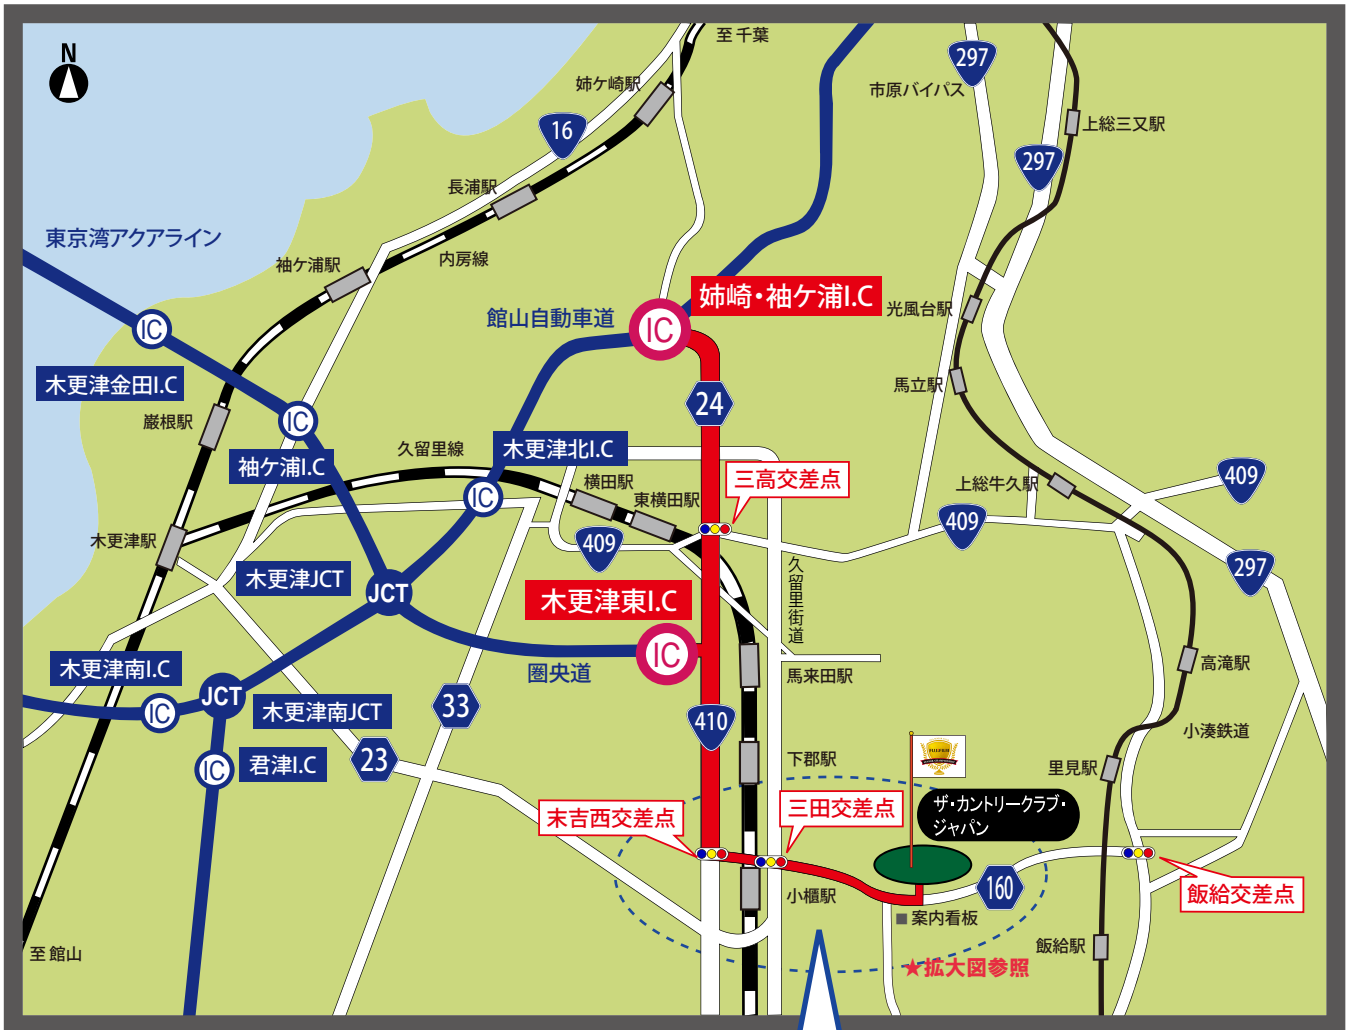 N
至 千葉
297
市原バイパス
姉ケ崎駅
上総三又駅
16
297
長浦駅
東京湾アクアライン
内房線
袖ケ浦駅
姉崎・袖ケ浦I.C
光風台駅
館山自動車道
IC
IC
木更津金田I.C
馬立駅
24
巌根駅
IC
久留里線
木更津北I.C
袖ケ浦I.C
三高交差点
横田駅
上総牛久駅
409
IC
東横田駅
409
木更津駅
409
久留里街道
297
木更津JCT
JCT
木更津東I.C
IC
木更津南I.C
圏央道
馬来田駅
高滝駅
JCT
IC
木更津南JCT
33
410
小湊鉄道
23
君津I.C
IC
下郡駅
里見駅
末吉西交差点
三田交差点
ザ・カントリークラブ・
ジャパン
160
飯給交差点
小櫃駅
案内看板
至 館山
飯給駅
★拡大図参照